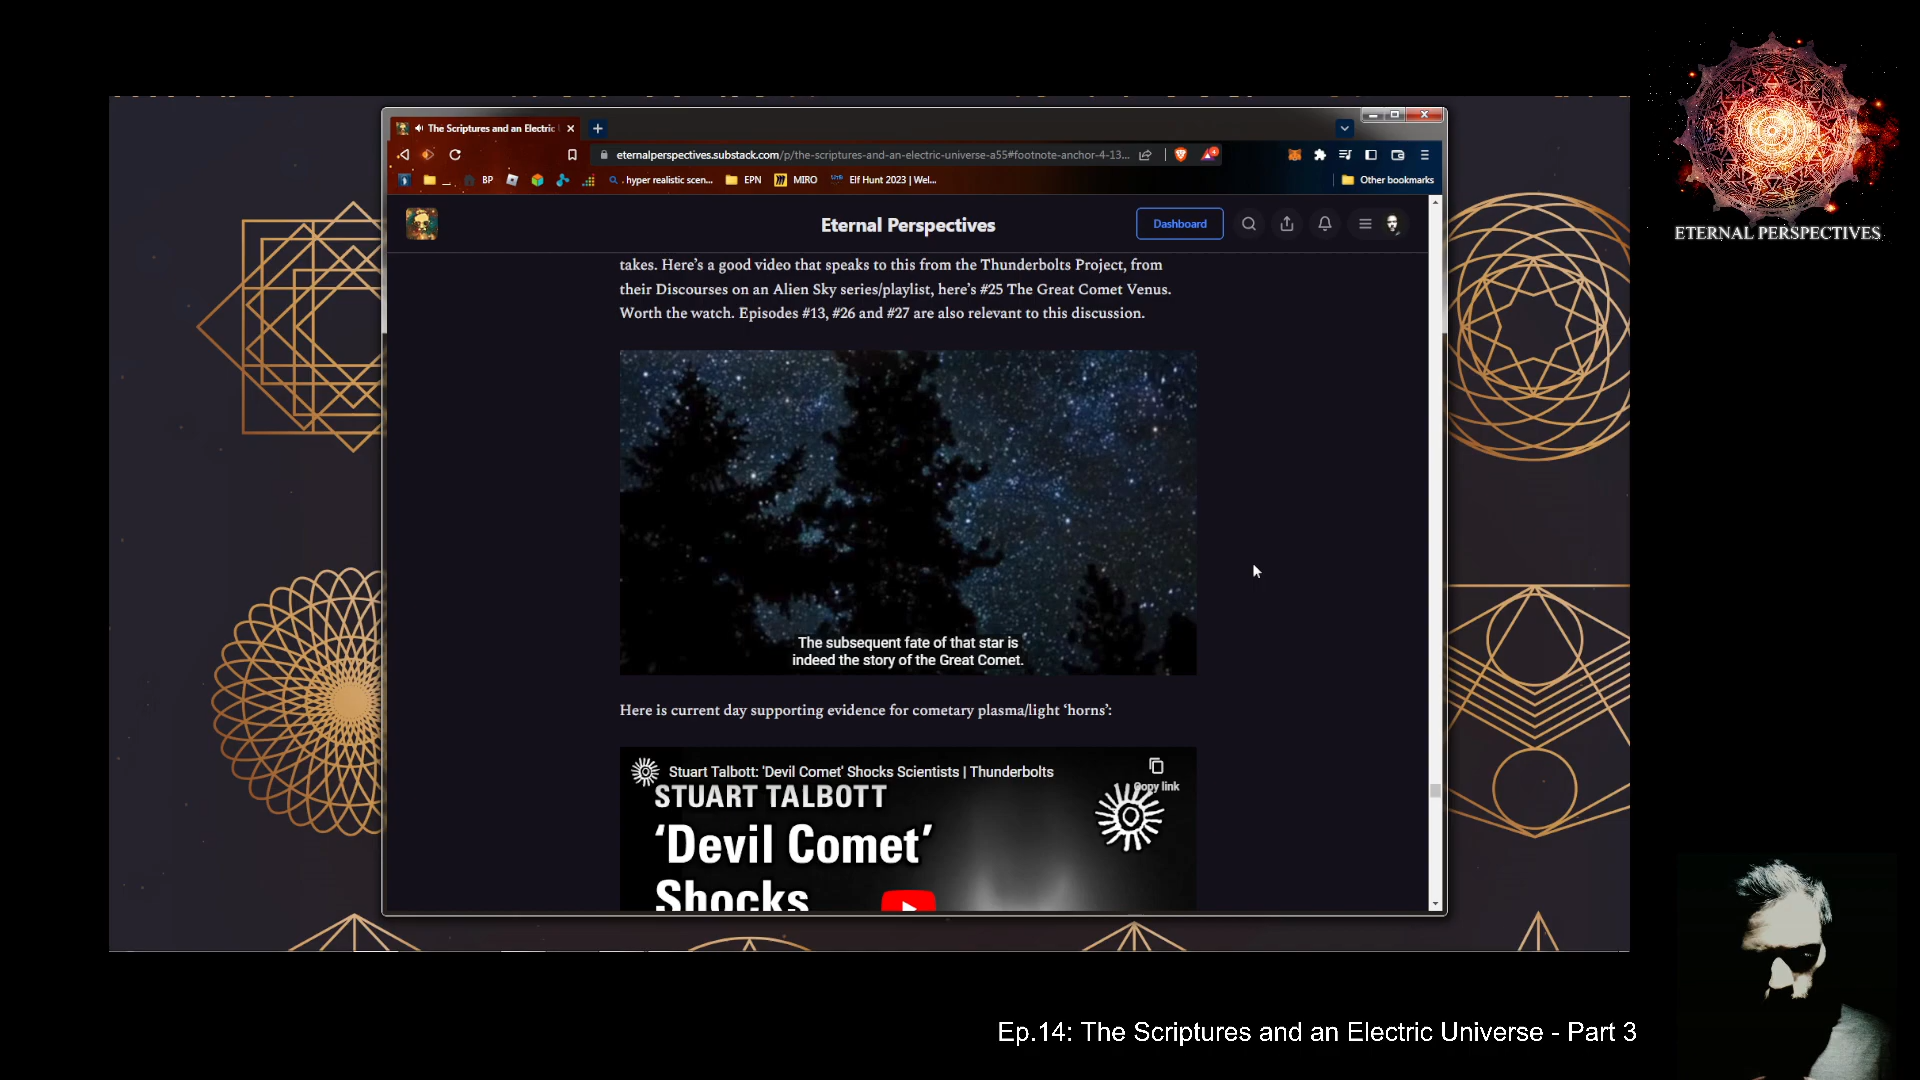 The Scriptures and an Electric
eternalperspectives.substack.com/p/the-scriptures-and-an-electric-universe-a55#footnote-anchor-4-13...
BP
. hyper realistic scen...
EPN
MIRO
Elf Hunt 2023 | Wel...
Other bookmarks
ETERNAL PERSPECTIVES
Eternal Perspectives
Dashboard
takes. Here’s a good video that speaks to this from the Thunderbolts Project, from
their Discourses on an Alien Sky series/playlist, here’s #25 The Great Comet Venus.
Worth the watch. Episodes #13, #26 and #27 are also relevant to this discussion.
The subsequent fate of that star is
indeed the story of the Great Comet.
Here is current day supporting evidence for cometary plasma/light ‘horns’:
Stuart Talbott: 'Devil Comet' Shocks Scientists | Thunderbolts
Copy link
STUART TALBOTT
‘Devil Comet’
Shocks
Ep.14: The Scriptures and an Electric Universe - Part 3